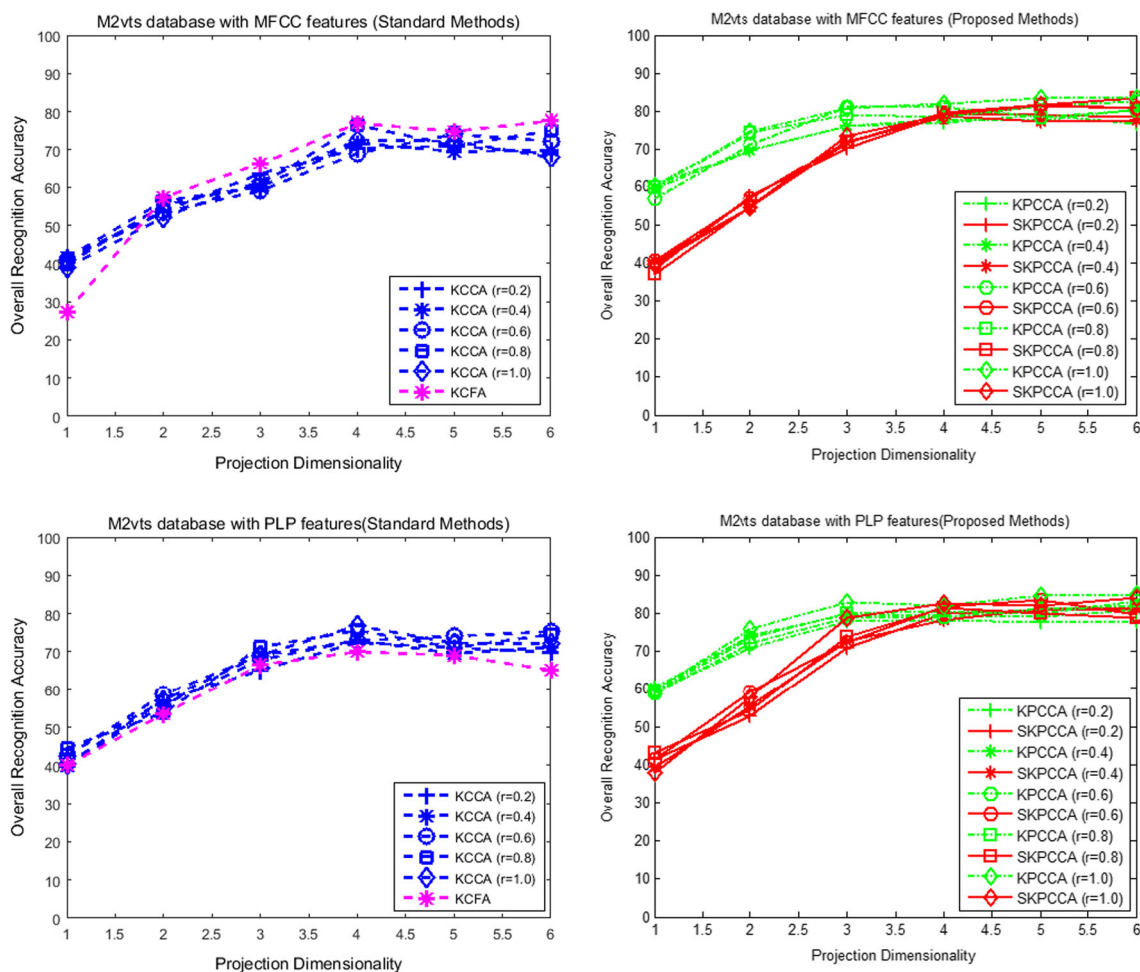 M2vts database with MFCC features (Standard Methods)
100
90
80
70
60
50
40
30
20
10
0
Overall Recognition Accuracy
KCCA (r=0.2)
KCCA (r=0.4)
KCCA (r=0.6)
KCCA (r=0.8)
KCCA (r=1.0)
KCFA
1 1.5 2 2.5 3 3.5 4 4.5 5 5.5 6
Projection Dimensionality
M2vts database with MFCC features (Proposed Methods)
100
90
80
70
60
50
40
30
20
10
0
Overall Recognition Accuracy
KPCCA (r=0.2)
SKPCCA (r=0.2)
KPCCA (r=0.4)
SKPCCA (r=0.4)
KPCCA (r=0.6)
SKPCCA (r=0.6)
KPCCA (r=0.8)
SKPCCA (r=0.8)
KPCCA (r=1.0)
SKPCCA (r=1.0)
1 1.5 2 2.5 3 3.5 4 4.5 5 5.5 6
Projection Dimensionality
M2vts database with PLP features(Standard Methods)
100
90
80
70
60
50
40
30
20
10
0
Overall Recognition Accuracy
KCCA (r=0.2)
KCCA (r=0.4)
KCCA (r=0.6)
KCCA (r=0.8)
KCCA (r=1.0)
KCFA
1 1.5 2 2.5 3 3.5 4 4.5 5 5.5 6
Projection Dimensionality
M2vts database with PLP features(Proposed Methods)
100
90
80
70
60
50
40
30
20
10
0
Overall Recognition Accuracy
KPCCA (r=0.2)
SKPCCA (r=0.2)
KPCCA (r=0.4)
SKPCCA (r=0.4)
KPCCA (r=0.6)
SKPCCA (r=0.6)
KPCCA (r=0.8)
SKPCCA (r=0.8)
KPCCA (r=1.0)
SKPCCA (r=1.0)
1 1.5 2 2.5 3 3.5 4 4.5 5 5.5 6
Projection Dimensionality